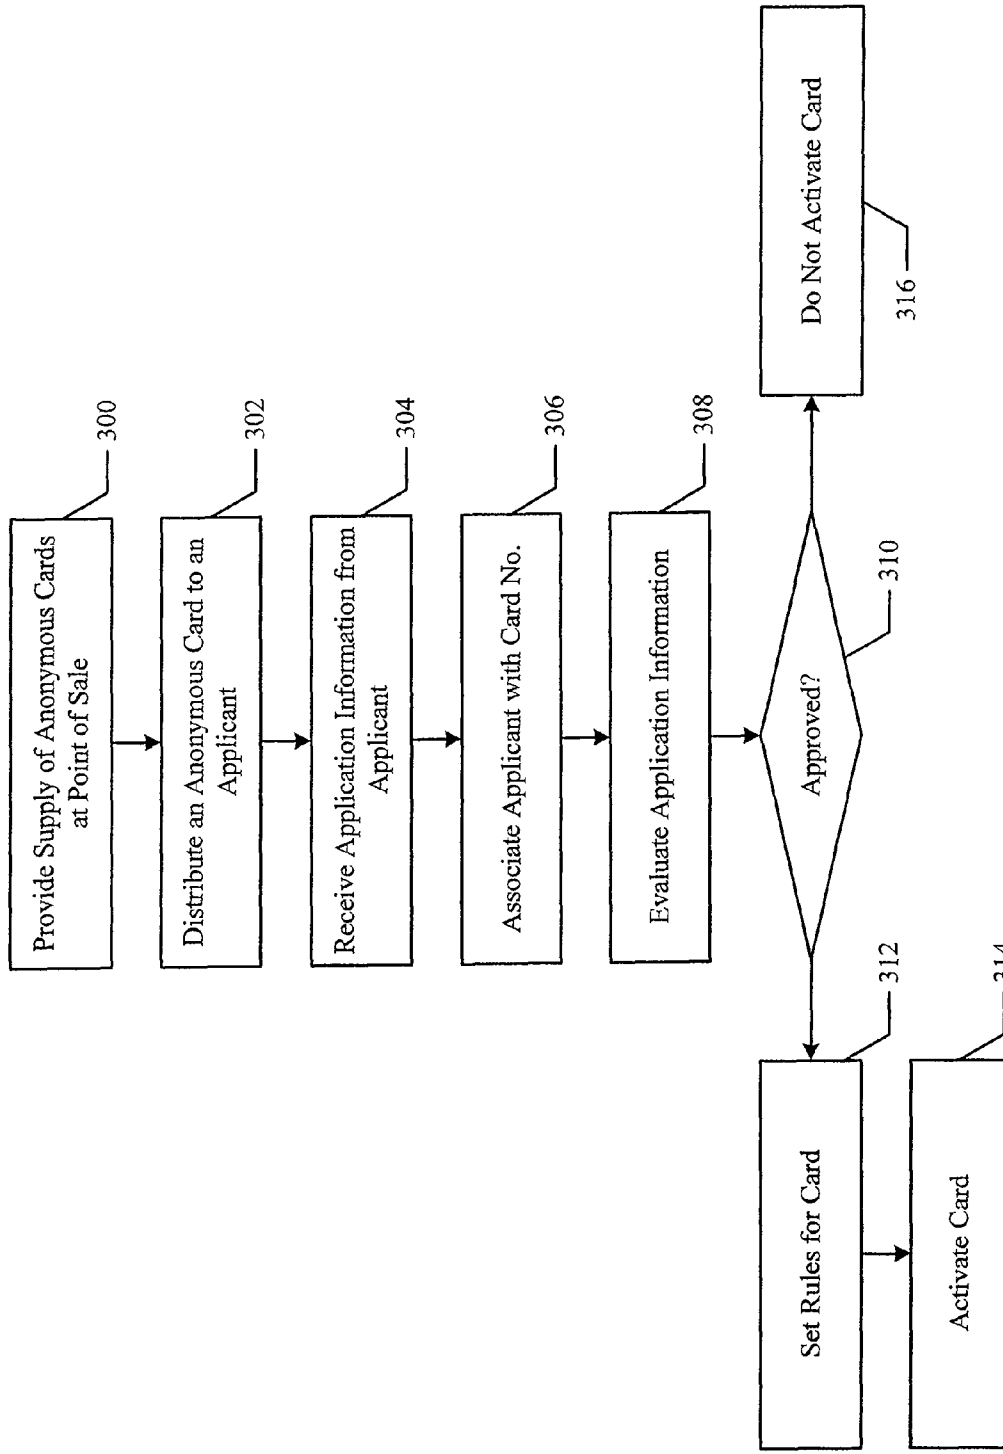 Provide Supply of Anonymous Cards
at Point of Sale
300
Distribute an Anonymous Card to an
Applicant
302
Receive Application Information from
Applicant
304
Associate Applicant with Card No.
306
Evaluate Application Information
308
Approved?
310
Set Rules for Card
312
Activate Card
314
Do Not Activate Card
316